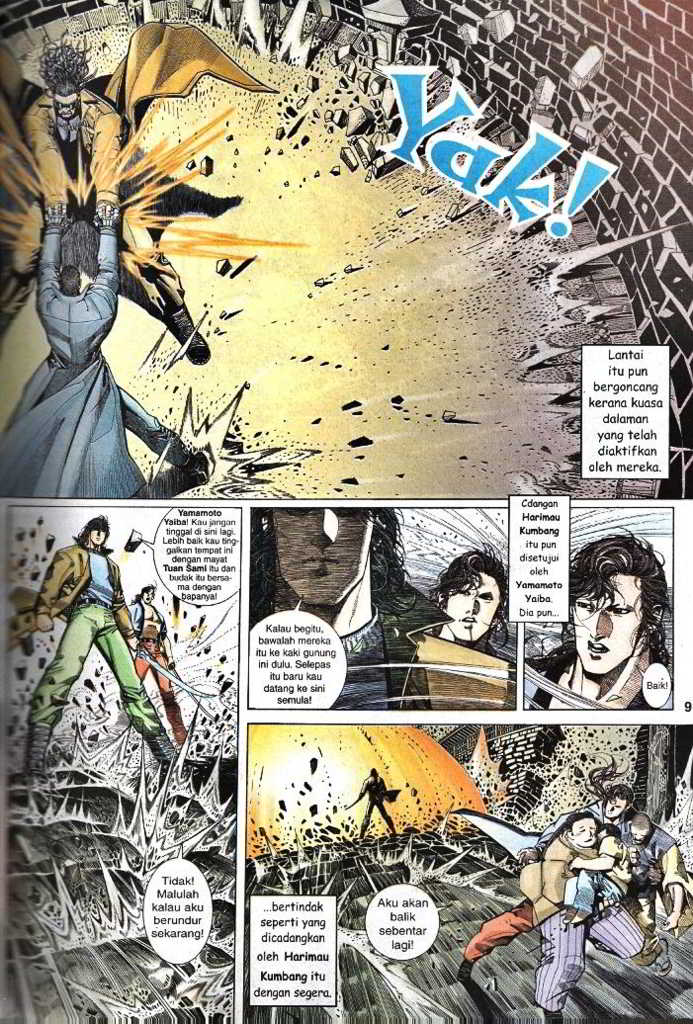 Yak!
Lantai
itu pun
bergoncang
kerana kuasa
dalaman
yang telah
diaktifkan
oleh mereka.
Yamamoto
Yaiba! Kau jangan
tinggal di sini lagi.
Lebih baik kau ting-
galkan tempat ini
dengan mayat
Tuan Sami itu dan
budak itu bersa-
ma dengan
bapanya!
Tidak!
Malulah
kalau aku
berundur
sekarang!
Kalau begitu,
bawalah mereka
itu ke kaki gunung
ini dulu. Selepas
itu baru kau
datang ke sini
semula!
Cdangan
Harimau
Kumbang
itu pun
disetujui
oleh
Yamamoto
Yaiba.
Dia pun...
Baik!
9
...bertindak
seperti yang
dicadangkan
oleh Harimau
Kumbang itu
dengan segera.
Aku akan
balik
sebentar
lagi!